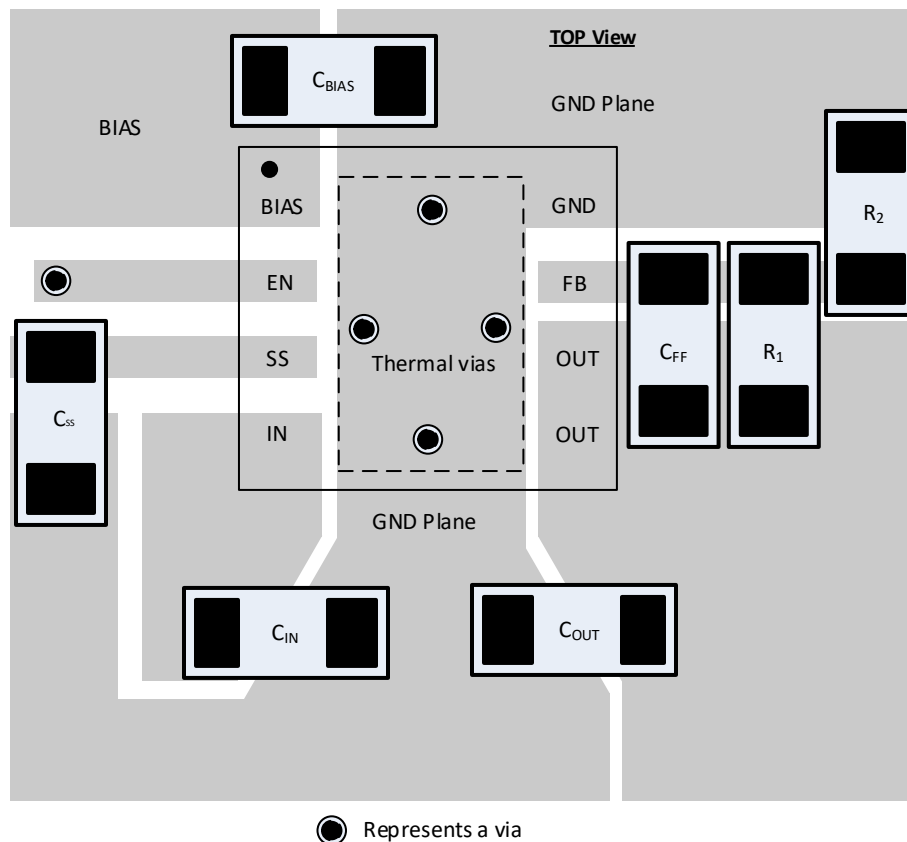 TOP View
C_BIAS
GND Plane
BIAS
R_2
BIAS
GND
EN
FB
SS
Thermal vias
OUT
C_FF
R_1
C_SS
IN
OUT
GND Plane
C_IN
C_OUT
Represents a via